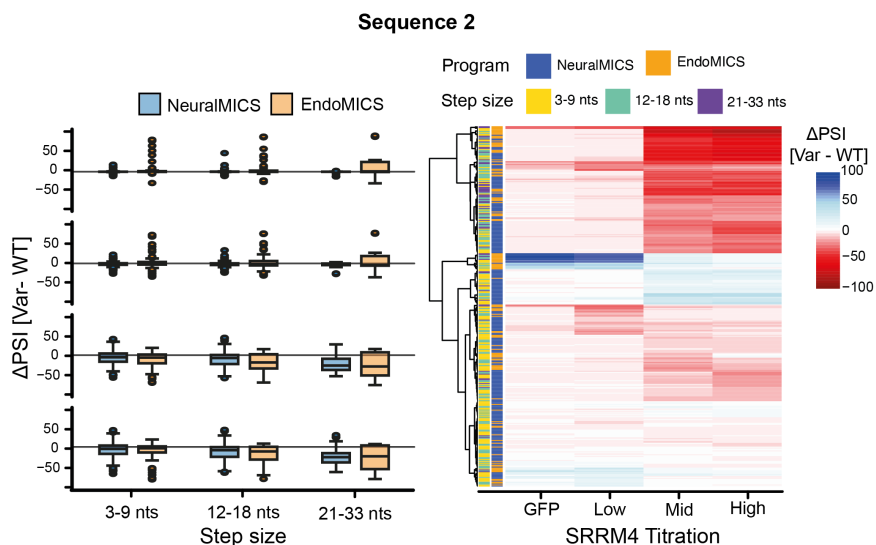 Sequence 2
NeuralMICS EndoMICS
ΔPSI [Var- WT]
50
0
−50
50
0
−50
50
0
−50
50
0
−50
3-9 nts 12-18 nts 21-33 nts
Step size
Program NeuralMICS EndoMICS
Step size 3-9 nts 12-18 nts 21-33 nts
ΔPSI
[Var - WT]
100
50
0
−50
−100
GFP Low Mid High
SRRM4 Titration